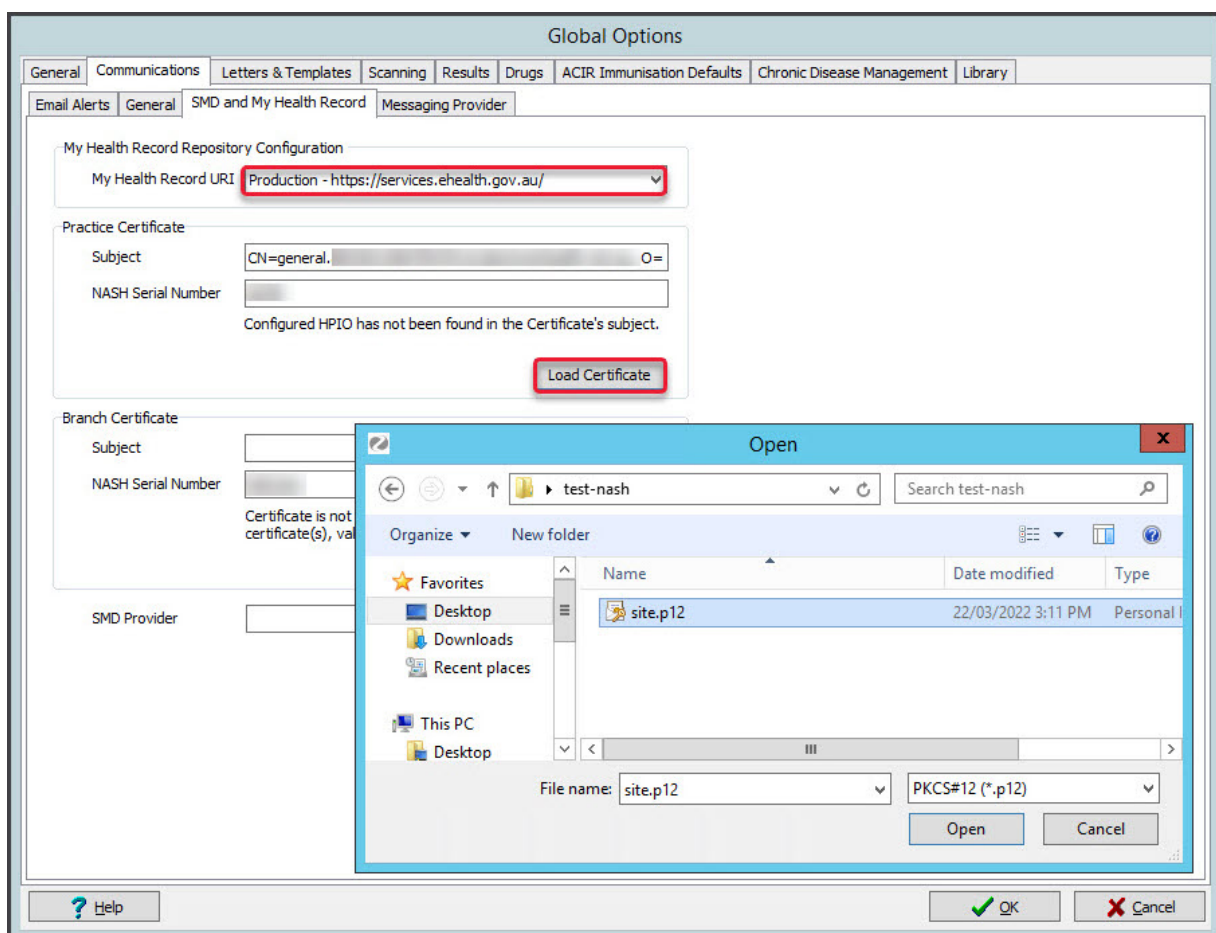 Global Options
General Communications Letters & Templates Scanning Results Drugs ACIR Immunisation Defaults Chronic Disease Management Library
Email Alerts General SMD and My Health Record Messaging Provider
My Health Record Repository Configuration
My Health Record URI Production - https://services.ehealth.gov.au/
Practice Certificate
Subject CN=general. O=
NASH Serial Number
Configured HPIO has not been found in the Certificate's subject.
Load Certificate
Branch Certificate
Subject
NASH Serial Number
Certificate is not
certificate(s), val
SMD Provider
Open
test-nash Search test-nash
Organize New folder
Favorites
Desktop
Downloads
Recent places
This PC
Desktop
Name Date modified Type
site.p12 22/03/2022 3:11 PM Personal I
File name: site.p12 PKCS#12 (*.p12)
Open Cancel
Help OK Cancel